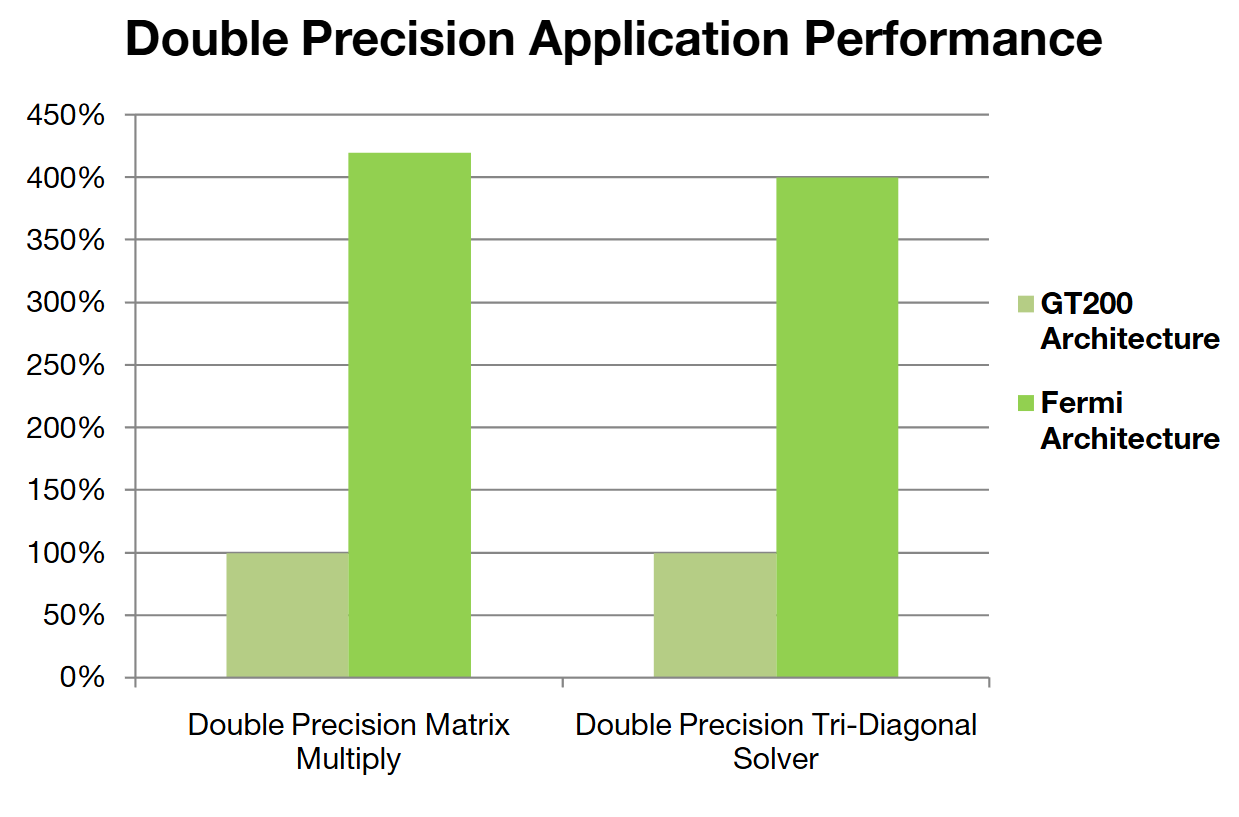 Double Precision Application Performance
450%
400%
350%
300%
250%
200%
150%
100%
50%
0%
Double Precision Matrix
Multiply
Double Precision Tri-Diagonal
Solver
GT200
Architecture
Fermi
Architecture